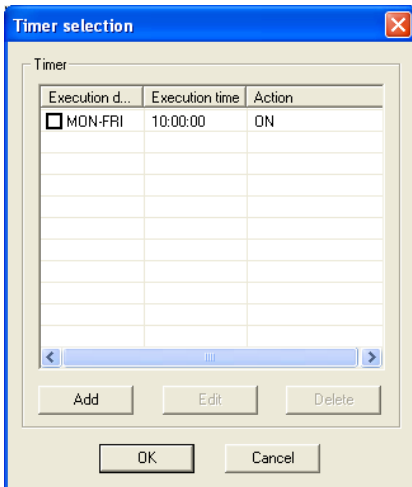 Timer selection
Timer
Execution d... Execution time Action
MON-FRI 10:00:00 ON
Add Edit Delete
OK Cancel